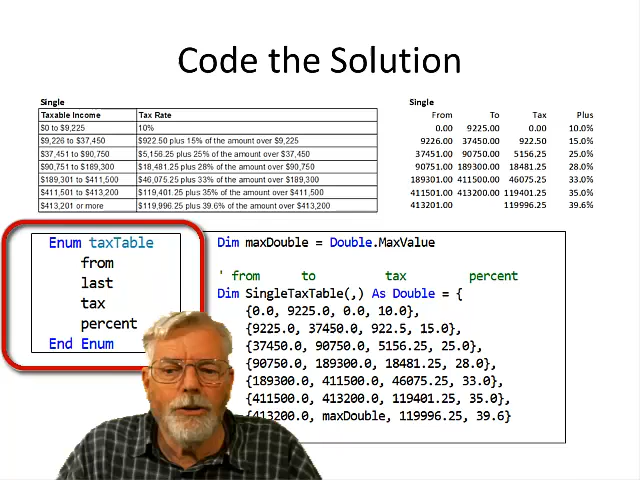 Code the Solution
Single
Taxable Income Tax Rate
$0 to $9,225 10%
$9,226 to $37,450 $922.50 plus 15% of the amount over $9,225
$37,451 to $90,750 $5,156.25 plus 25% of the amount over $37,450
$90,751 to $189,300 $18,481.25 plus 28% of the amount over $90,750
$189,301 to $411,500 $46,075.25 plus 33% of the amount over $189,300
$411,501 to $413,200 $119,401.25 plus 35% of the amount over $411,500
$413,201 or more $119,996.25 plus 39.6% of the amount over $413,200
Single
From To Tax Plus
0.00 9225.00 0.00 10.0%
9226.00 37450.00 922.50 15.0%
37451.00 90750.00 5156.25 25.0%
90751.00 189300.00 18481.25 28.0%
189301.00 411500.00 46075.25 33.0%
411501.00 413200.00 119401.25 35.0%
413201.00 119996.25 39.6%
Enum taxTable
from
last
tax
percent
End Enum
Dim maxDouble = Double.MaxValue
' from to tax percent
Dim SingleTaxTable(,) As Double = {
{0.0, 9225.0, 0.0, 10.0},
{9225.0, 37450.0, 922.5, 15.0},
{37450.0, 90750.0, 5156.25, 25.0},
{90750.0, 189300.0, 18481.25, 28.0},
{189300.0, 411500.0, 46075.25, 33.0},
{411500.0, 413200.0, 119401.25, 35.0},
{413200.0, maxDouble, 119996.25, 39.6}